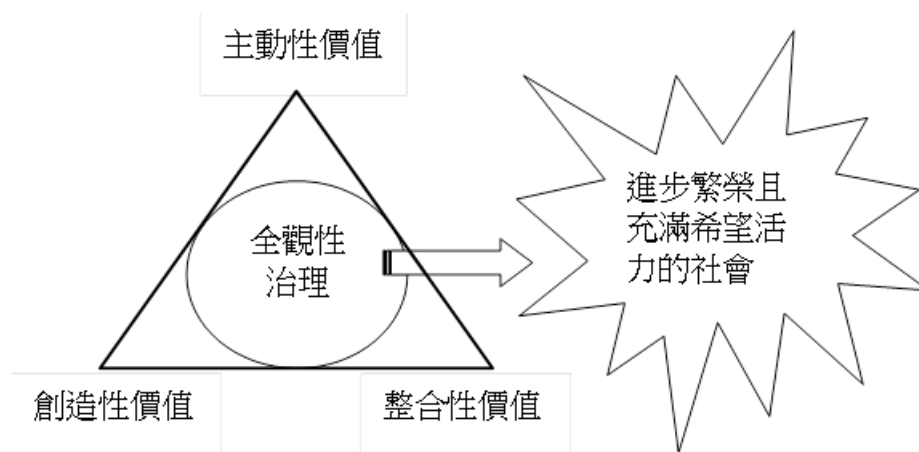 主動性價值
全觀性
治理
進步繁榮且
充滿希望活
力的社會
創造性價值
整合性價值